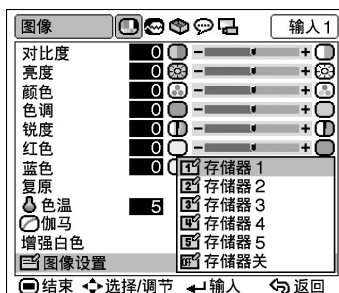 图像 输入1
对比度 0 - +
亮度 0 - +
颜色 0 - +
色调 0 - +
锐度 0 - +
红色 0 - +
蓝色 0
存储器1
复原
存储器2
色温 5
存储器3
伽马
存储器4
增强白色
存储器5
图像设置
存储器关
结束 选择/调节 输入 返回